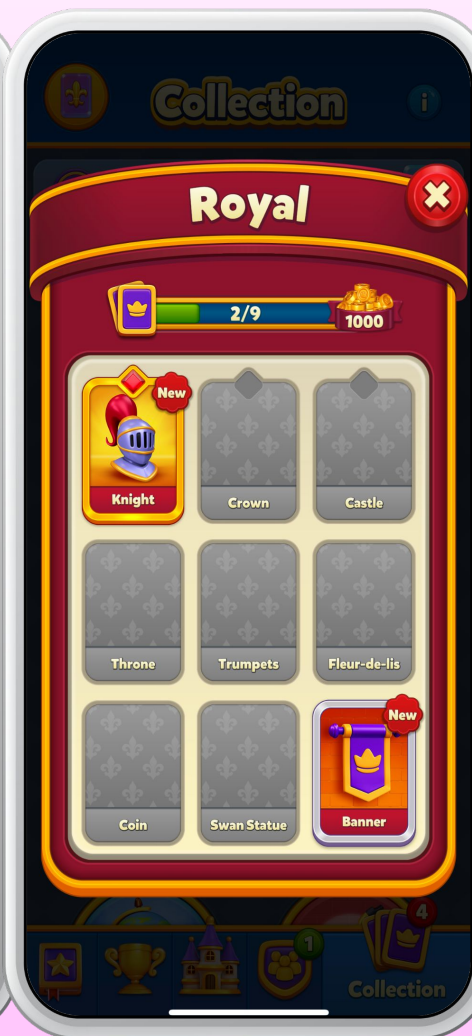 Collection
i
Royal
2/9
1000
New
Knight
Crown
Castle
Throne
Trumpets
Fleur-de-lis
Coin
Swan Statue
New
Banner
1
4
Collection